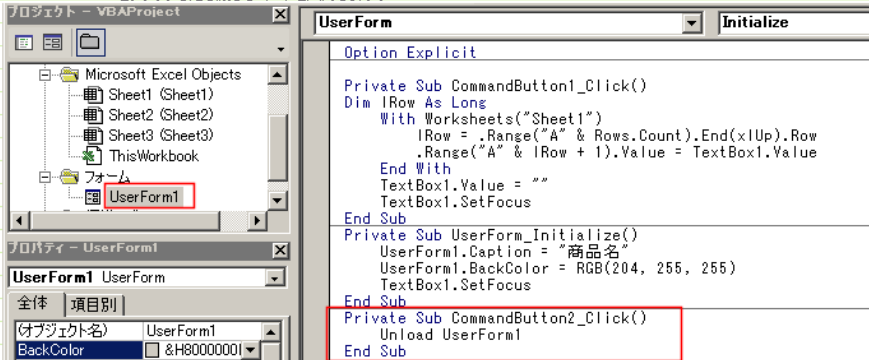 プロジェクト - VBAProject
Microsoft Excel Objects
Sheet1 (Sheet1)
Sheet2 (Sheet2)
Sheet3 (Sheet3)
ThisWorkbook
フォーム
UserForm1
プロパティ - UserForm1
UserForm1 UserForm
全体 項目別
(オブジェクト名) UserForm1
BackColor &H8000000
UserForm Initialize
Option Explicit
Private Sub CommandButton1_Click()
Dim lRow As Long
With Worksheets("Sheet1")
lRow = .Range("A" & Rows.Count).End(xlUp).Row
.Range("A" & lRow + 1).Value = TextBox1.Value
End With
TextBox1.Value = ""
TextBox1.SetFocus
End Sub
Private Sub UserForm_Initialize()
UserForm1.Caption = "商品名"
UserForm1.BackColor = RGB(204, 255, 255)
TextBox1.SetFocus
End Sub
Private Sub CommandButton2_Click()
Unload UserForm1
End Sub